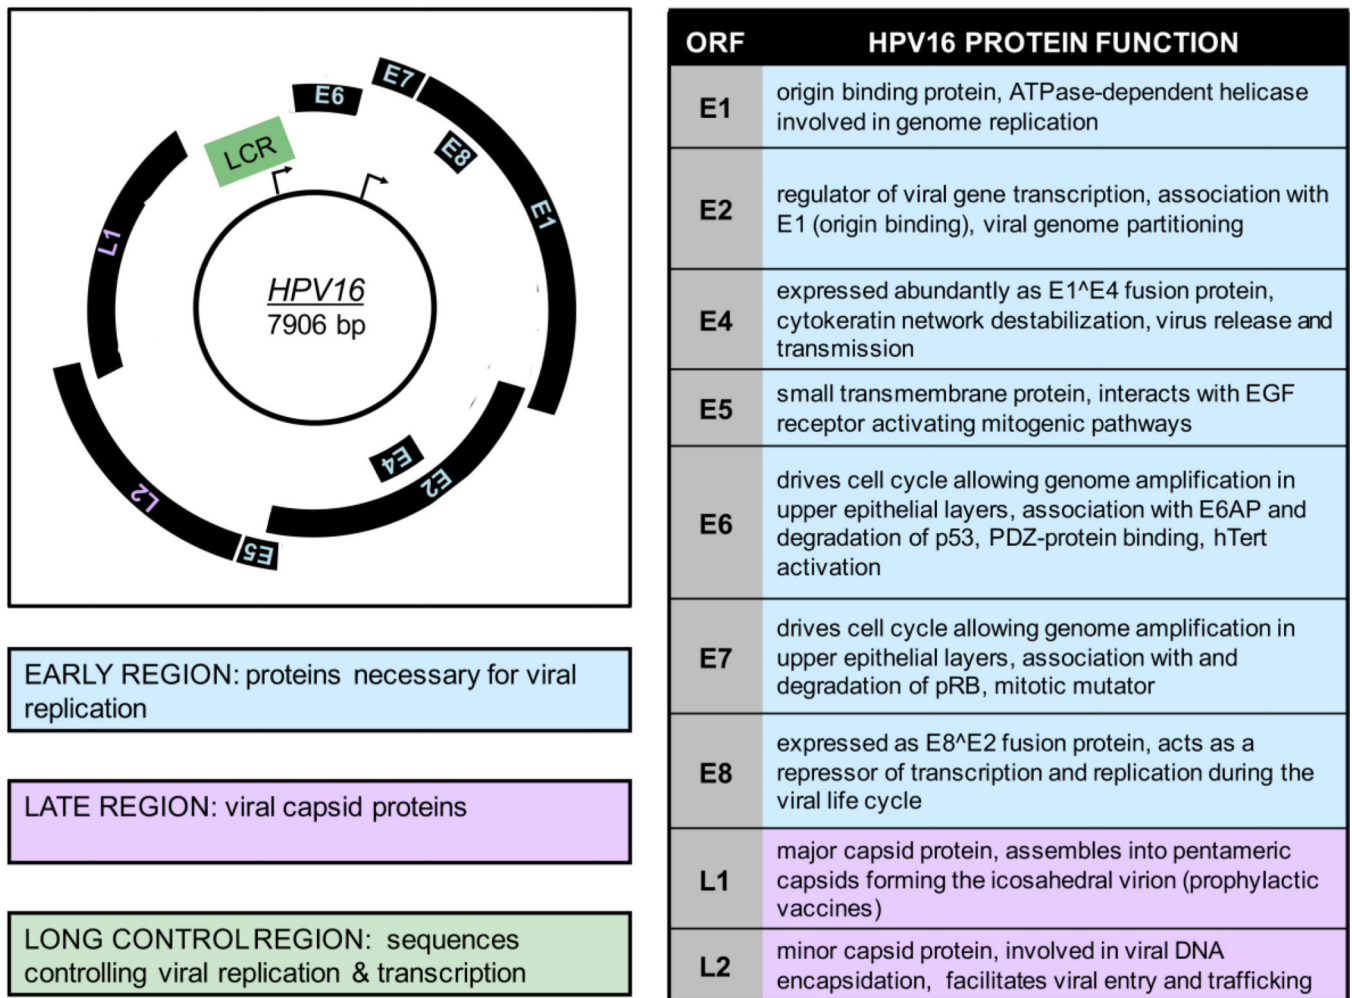 E7
E6
LCR
E8
E1
L1
HPV16
7906 bp
E4
E2
L2
E5
EARLY REGION: proteins necessary for viral
replication
LATE REGION: viral capsid proteins
LONG CONTROL REGION: sequences
controlling viral replication & transcription
ORF HPV16 PROTEIN FUNCTION
E1
origin binding protein, ATPase-dependent helicase
involved in genome replication
E2
regulator of viral gene transcription, association with
E1 (origin binding), viral genome partitioning
E4
expressed abundantly as E1^E4 fusion protein,
cytokeratin network destabilization, virus release and
transmission
E5
small transmembrane protein, interacts with EGF
receptor activating mitogenic pathways
E6
drives cell cycle allowing genome amplification in
upper epithelial layers, association with E6AP and
degradation of p53, PDZ-protein binding, hTert
activation
E7
drives cell cycle allowing genome amplification in
upper epithelial layers, association with and
degradation of pRB, mitotic mutator
E8
expressed as E8^E2 fusion protein, acts as a
repressor of transcription and replication during the
viral life cycle
L1
major capsid protein, assembles into pentameric
capsids forming the icosahedral virion (prophylactic
vaccines)
L2
minor capsid protein, involved in viral DNA
encapsidation, facilitates viral entry and trafficking